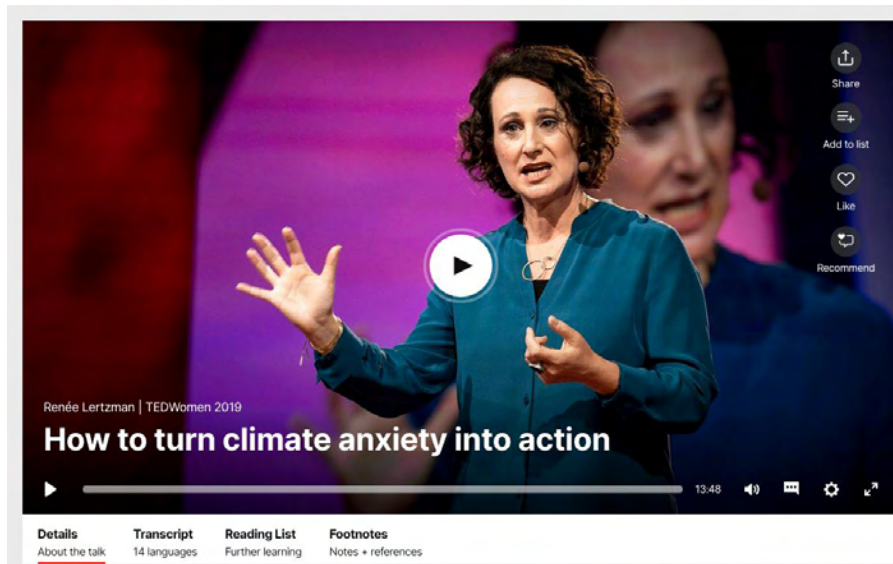 Share
Add to list
Like
Recommend
Renée Lertzman | TEDWomen 2019
How to turn climate anxiety into action
13:48
Details
About the talk
Transcript
14 languages
Reading List
Further learning
Footnotes
Notes + references